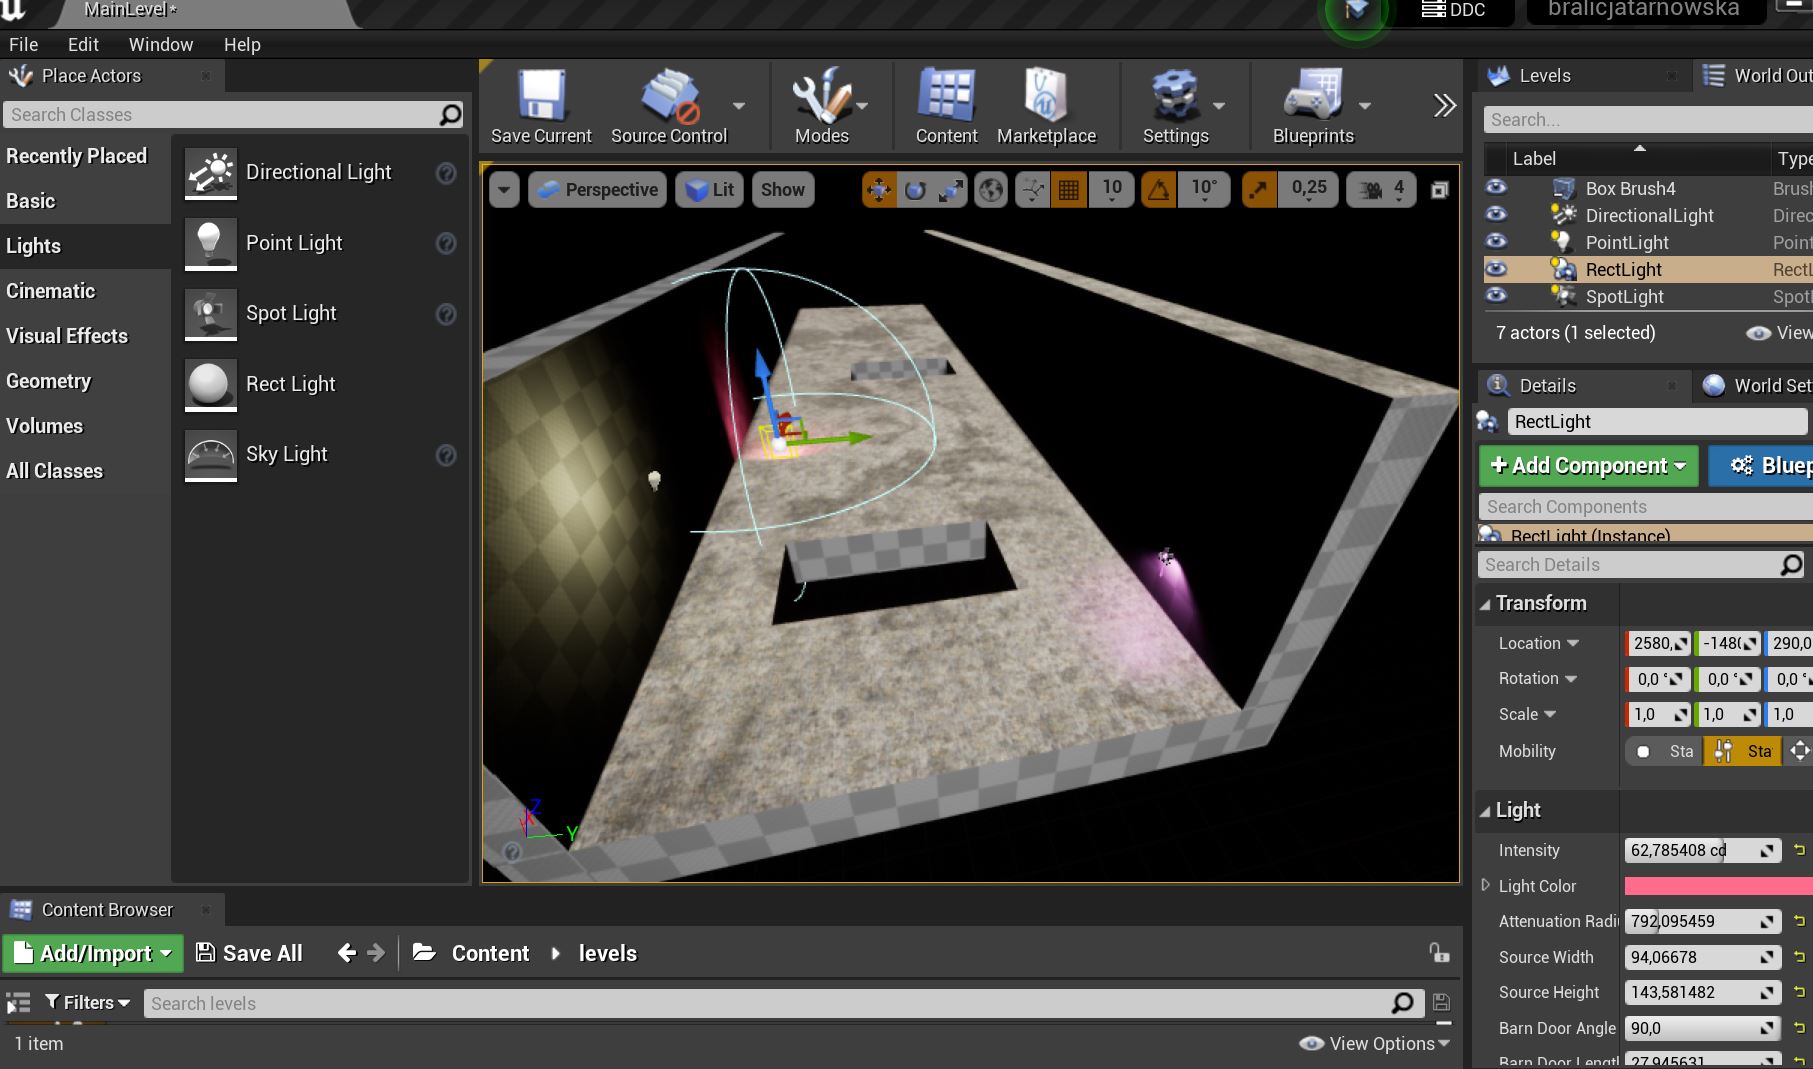 MainLevel*
DDC
bralicjatarnowska
File Edit Window Help
Place Actors
Search Classes
Recently Placed
Basic
Lights
Cinematic
Visual Effects
Geometry
Volumes
All Classes
Directional Light
Point Light
Spot Light
Rect Light
Sky Light
Save Current
Source Control
Modes
Content
Marketplace
Settings
Blueprints
Perspective
Lit
Show
10
10°
0,25
4
Z
X
Y
Levels
World Out
Search...
Label
Type
Box Brush4 Brush
DirectionalLight Direc
PointLight Point
RectLight RectL
SpotLight Spotl
7 actors (1 selected)
View
Details
World Set
RectLight
+ Add Component
Bluep
Search Components
RectLight (Instance)
Search Details
Transform
Location 2580, -148( 290,0
Rotation 0,0 ° 0,0 ° 0,0 °
Scale 1,0 1,0 1,0
Mobility Sta Sta
Light
Intensity 62,785408 cd
Light Color
Attenuation Radiu 792,095459
Source Width 94,06678
Source Height 143,581482
Barn Door Angle 90,0
Barn Door Length 27,945631
Content Browser
Add/Import
Save All
Content
levels
Filters
Search levels
1 item
View Options